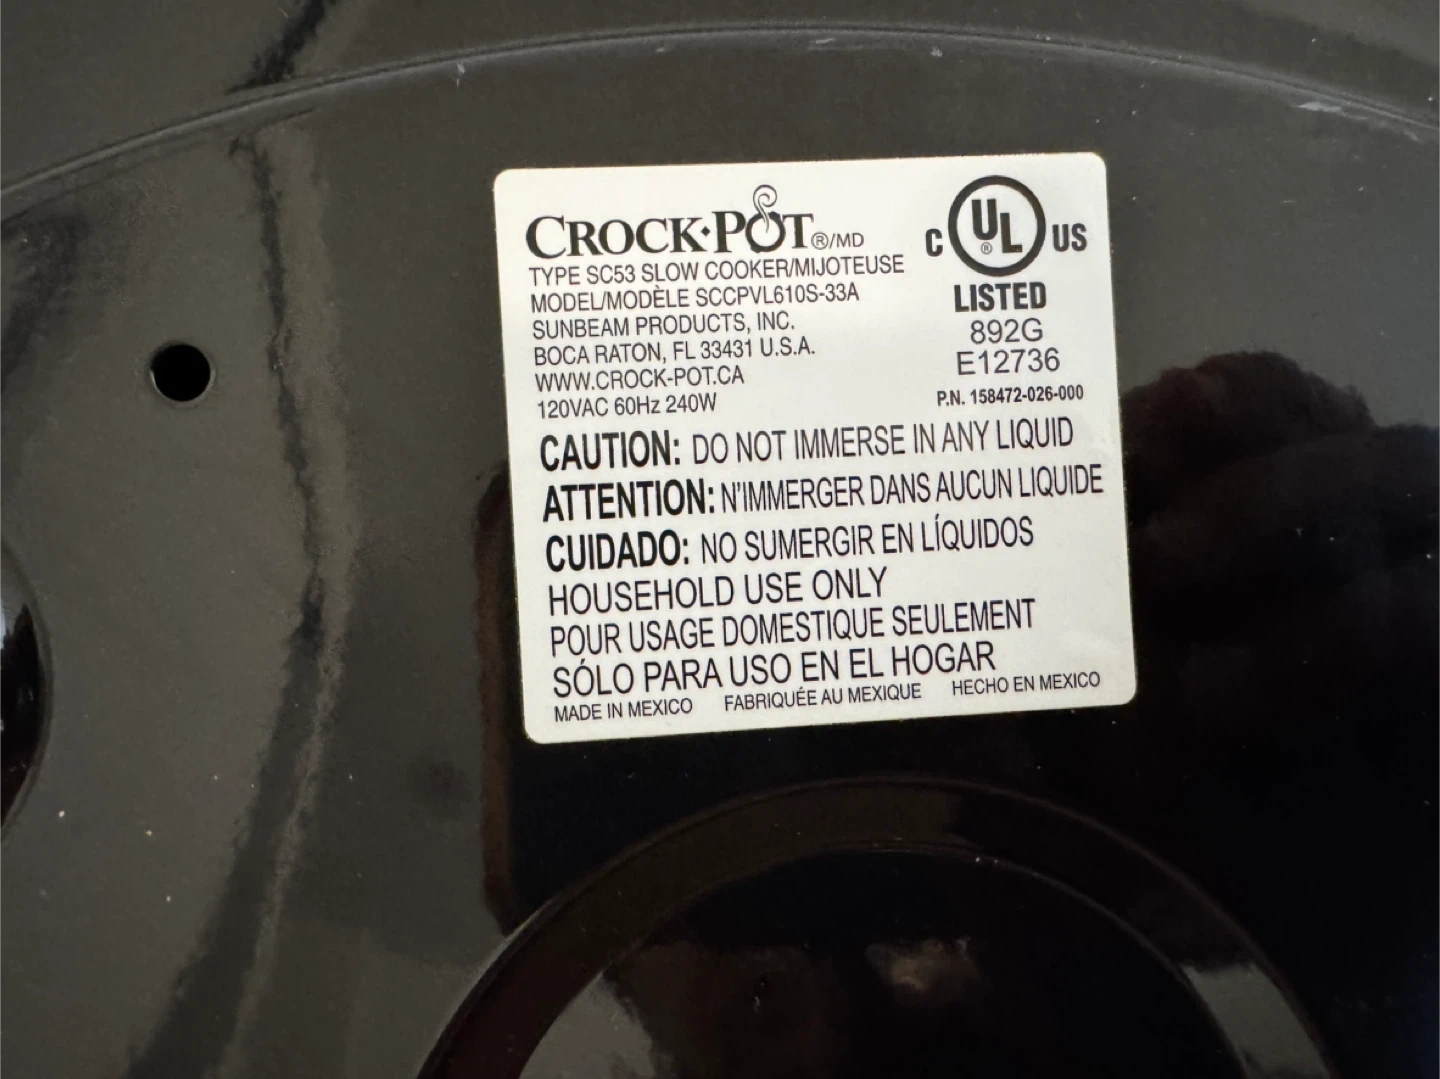 CROCK·POT®/MD
TYPE SC53 SLOW COOKER/MIJOTEUSE
MODEL/MODÈLE SCCPVL610S-33A
SUNBEAM PRODUCTS, INC.
BOCA RATON, FL 33431 U.S.A.
WWW.CROCK-POT.CA
120VAC 60Hz 240W
C UL® US
LISTED
892G
E12736
P.N. 158472-026-000
CAUTION: DO NOT IMMERSE IN ANY LIQUID
ATTENTION: N'IMMERGER DANS AUCUN LIQUIDE
CUIDADO: NO SUMERGIR EN LÍQUIDOS
HOUSEHOLD USE ONLY
POUR USAGE DOMESTIQUE SEULEMENT
SÓLO PARA USO EN EL HOGAR
MADE IN MEXICO FABRIQUÉE AU MEXIQUE HECHO EN MEXICO